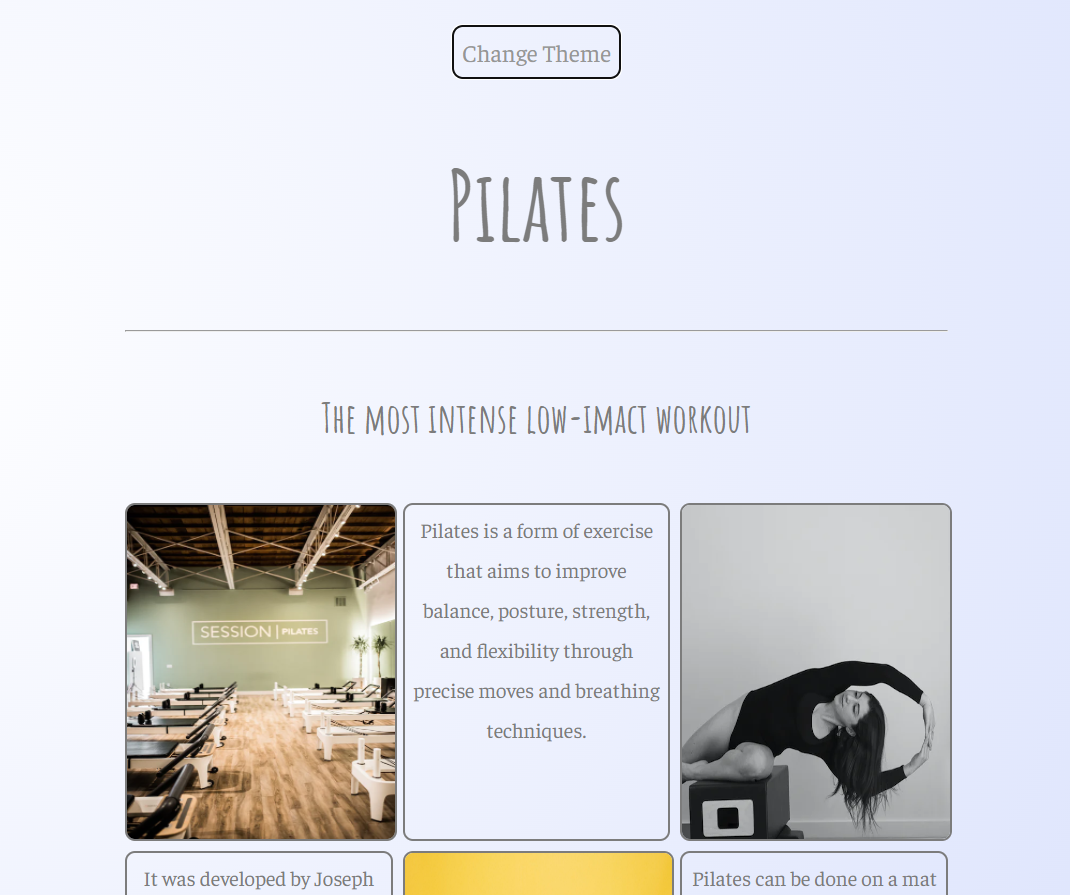 Change Theme
Pilates
The most intense low-imact workout
SESSION | PILATES
Pilates is a form of exercise
that aims to improve
balance, posture, strength,
and flexibility through
precise moves and breathing
techniques.
It was developed by Joseph
Pilates can be done on a mat